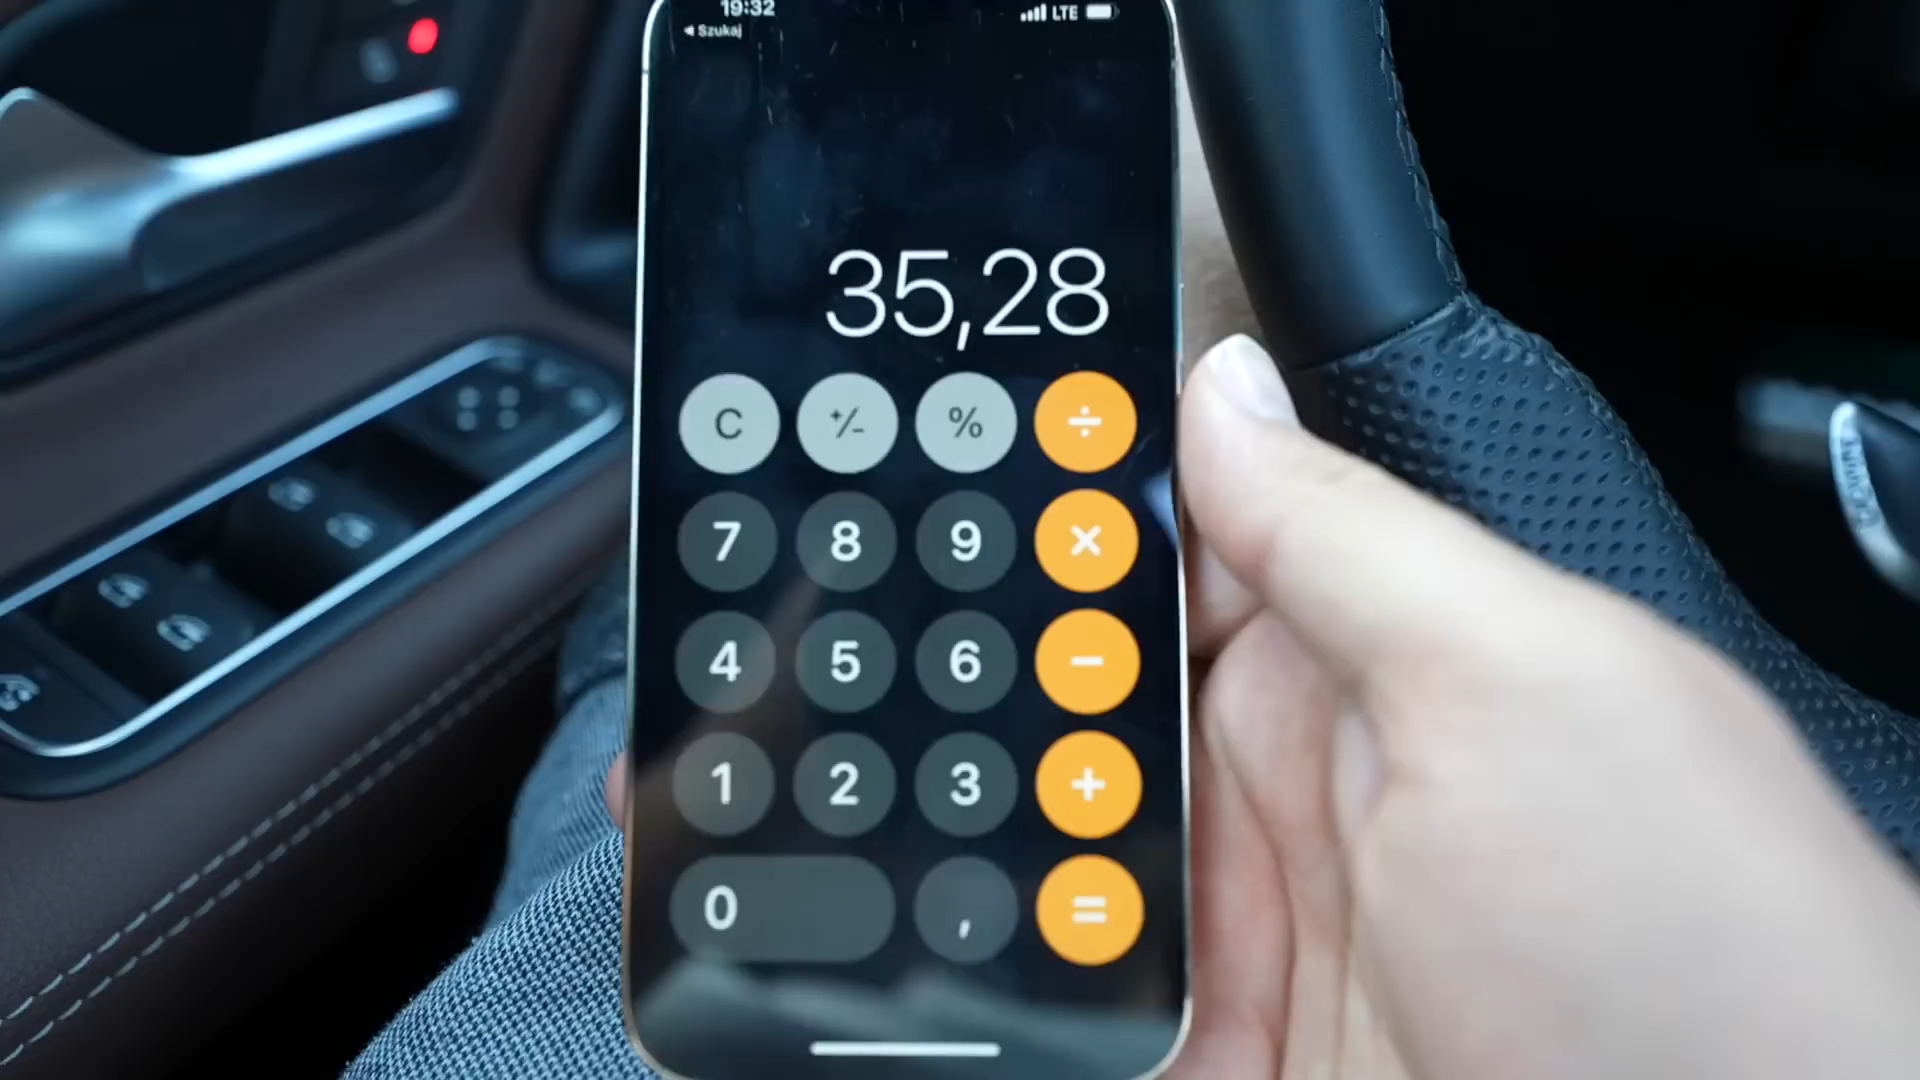 19:32 LTE
◀ Szukaj
35,28
C +/- % ÷
7 8 9 ×
4 5 6 −
1 2 3 +
0 , =